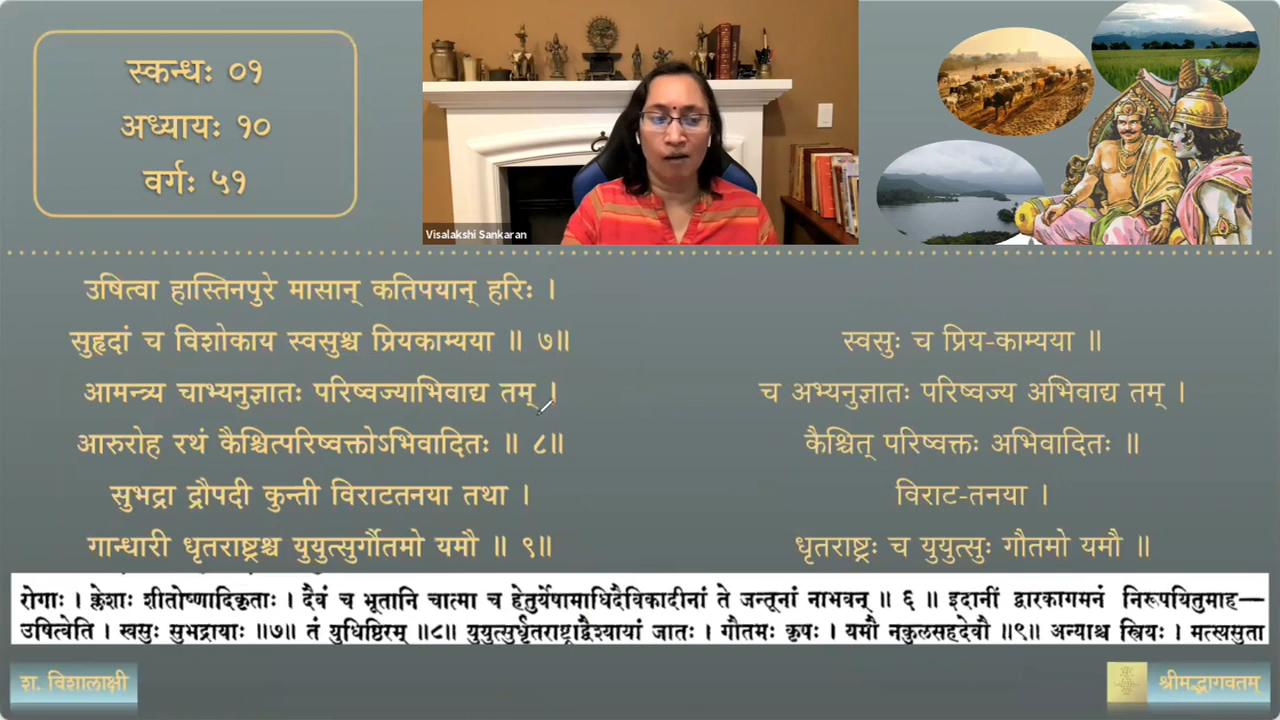 स्कन्धः ०१
अध्यायः १०
वर्गः ५१
Visalakshi Sankaran
उषित्वा हास्तिनपुरे मासान् कतिपयान् हरिः ।
सुहृदां च विशोकाय स्वसुश्च प्रियकाम्यया ॥ ७॥
स्वसुः च प्रिय-काम्यया ॥
आमन्त्र्य चाभ्यनुज्ञातः परिष्वज्याभिवाद्य तम् ।
च अभ्यनुज्ञातः परिष्वज्य अभिवाद्य तम् ।
आरुरोह रथं कैश्चित्परिष्वक्तोऽभिवादितः ॥ ८॥
कैश्चित् परिष्वक्तः अभिवादितः ॥
सुभद्रा द्रौपदी कुन्ती विराटतनया तथा ।
विराट-तनया ।
गान्धारी धृतराष्ट्रश्च युयुत्सुर्गौतमो यमौ ॥ ९॥
धृतराष्ट्रः च युयुत्सुः गौतमो यमौ ॥
रोगाः । क्लेशाः शीतोष्णादिकृताः । दैवं च भूतानि चात्मा च हेतुर्येषामाधिदैविकादीनां ते जन्तूनां नाभवन् ॥ ६ ॥ इदानीं द्वारकागमनं निरूपयितुमाह—
उषित्वेति । स्वसुः सुभद्रायाः ॥७॥ तं युधिष्ठिरम् ॥८॥ युयुत्सुर्धृतराष्ट्राद्वैश्यायां जातः । गौतमः कृपः । यमौ नकुलसहदेवौ ॥९॥ अन्याश्च स्त्रियः । मत्स्यसुता
श. विशालाक्षी
श्रीमद्भागवतम्